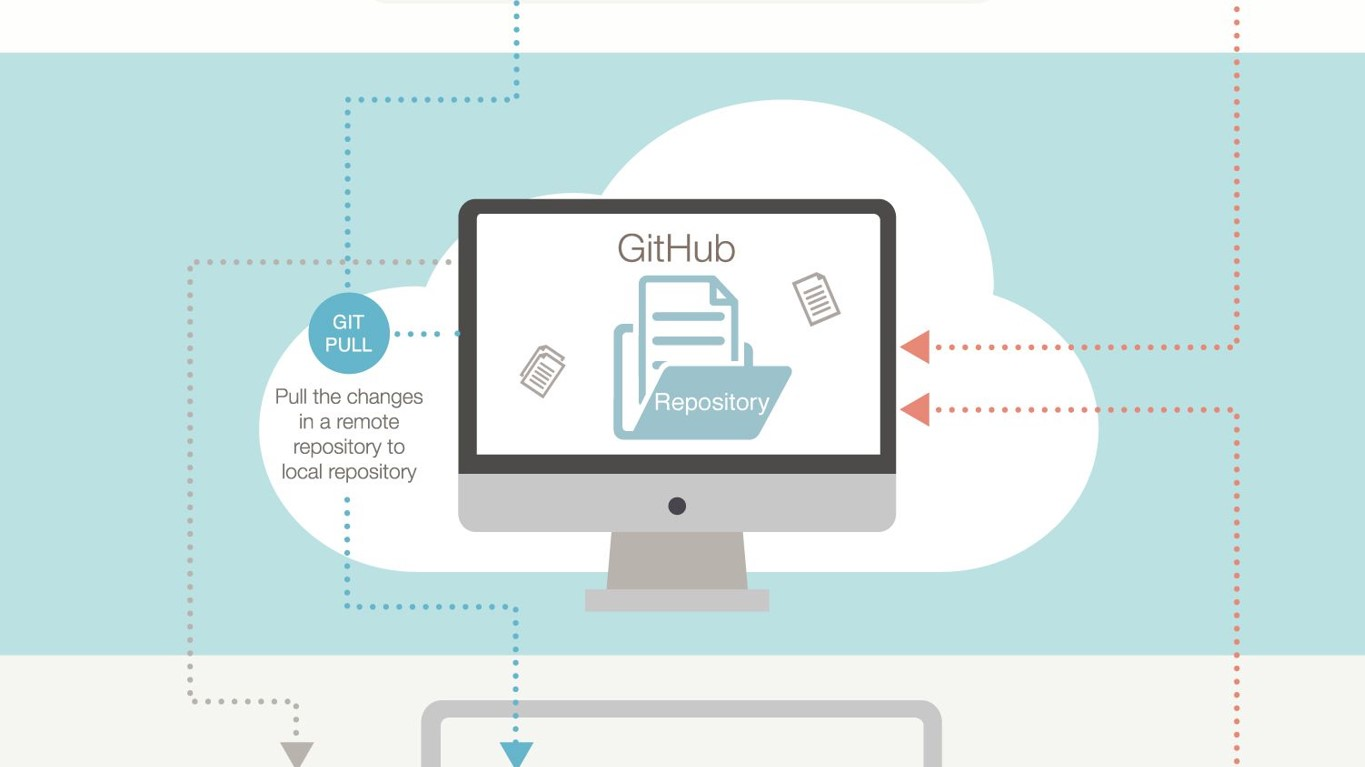 GitHub
GIT
PULL
Repository
Pull the changes
in a remote
repository to
local repository